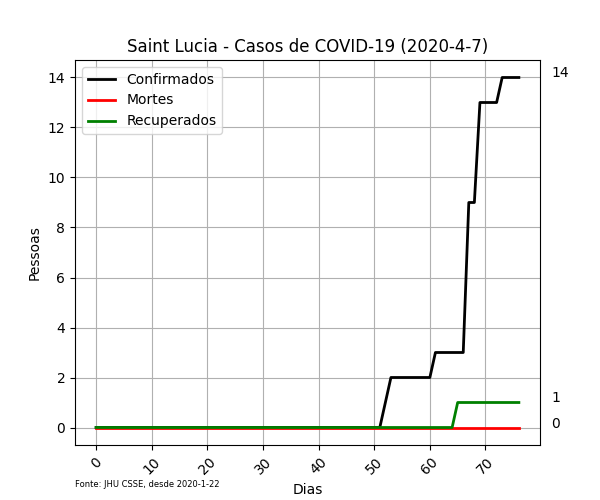 Saint Lucia - Casos de COVID-19 (2020-4-7)
Confirmados
Mortes
Recuperados
Pessoas
14
12
10
8
6
4
2
0
14
1
0
0
10
20
30
40
50
60
70
Dias
Fonte: JHU CSSE, desde 2020-1-22